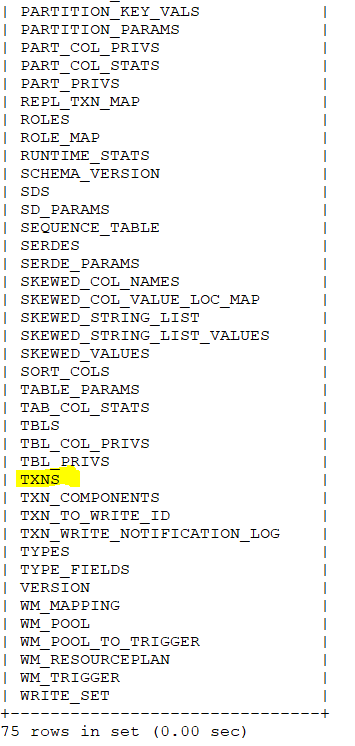 | PARTITION_KEY_VALS |
| PARTITION_PARAMS |
| PART_COL_PRIVS |
| PART_COL_STATS |
| PART_PRIVS |
| REPL_TXN_MAP |
| ROLES |
| ROLE_MAP |
| RUNTIME_STATS |
| SCHEMA_VERSION |
| SDS |
| SD_PARAMS |
| SEQUENCE_TABLE |
| SERDES |
| SERDE_PARAMS |
| SKEWED_COL_NAMES |
| SKEWED_COL_VALUE_LOC_MAP |
| SKEWED_STRING_LIST |
| SKEWED_STRING_LIST_VALUES |
| SKEWED_VALUES |
| SORT_COLS |
| TABLE_PARAMS |
| TAB_COL_STATS |
| TBLS |
| TBL_COL_PRIVS |
| TBL_PRIVS |
| TXNS |
| TXN_COMPONENTS |
| TXN_TO_WRITE_ID |
| TXN_WRITE_NOTIFICATION_LOG |
| TYPES |
| TYPE_FIELDS |
| VERSION |
| WM_MAPPING |
| WM_POOL |
| WM_POOL_TO_TRIGGER |
| WM_RESOURCEPLAN |
| WM_TRIGGER |
| WRITE_SET |
+-------------------------------+
75 rows in set (0.00 sec)